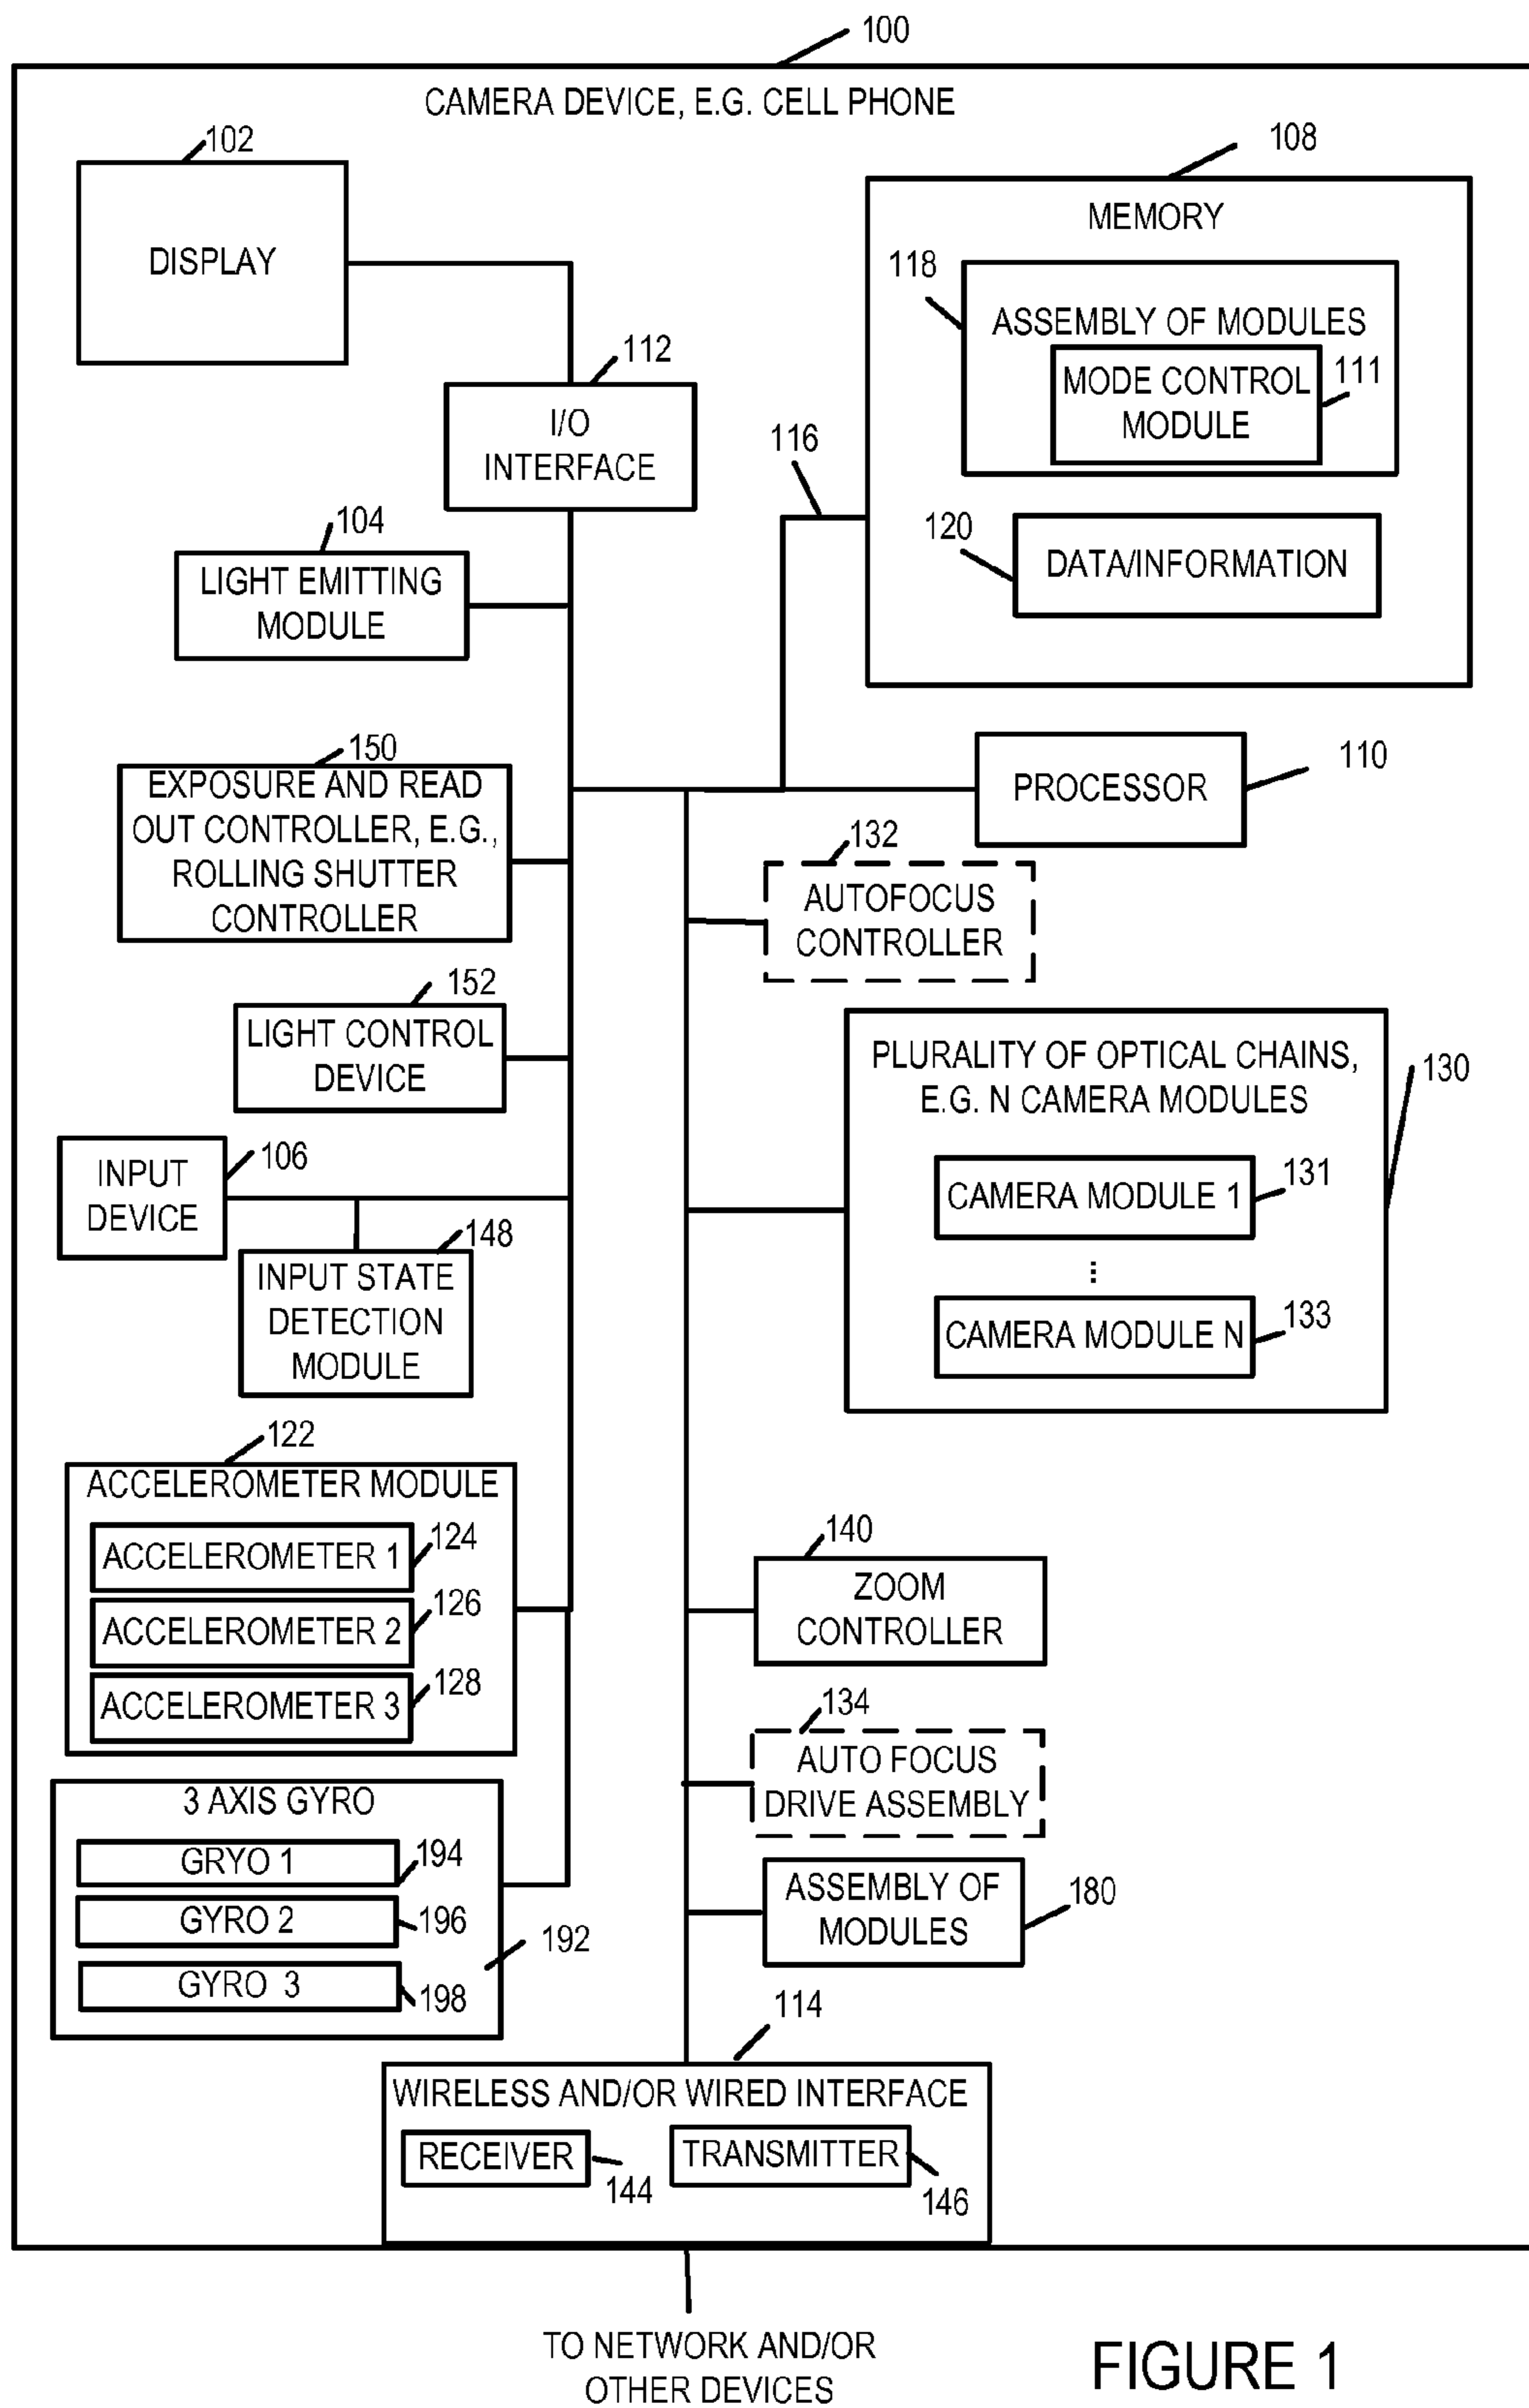 100
CAMERA DEVICE, E.G. CELL PHONE
102
DISPLAY
108
MEMORY
118
ASSEMBLY OF MODULES
MODE CONTROL
MODULE
111
120
DATA/INFORMATION
112
I/O
INTERFACE
116
104
LIGHT EMITTING
MODULE
150
EXPOSURE AND READ
OUT CONTROLLER, E.G.,
ROLLING SHUTTER
CONTROLLER
PROCESSOR
110
132
AUTOFOCUS
CONTROLLER
152
LIGHT CONTROL
DEVICE
PLURALITY OF OPTICAL CHAINS,
E.G. N CAMERA MODULES
130
CAMERA MODULE 1
131
...
CAMERA MODULE N
133
INPUT
DEVICE
106
148
INPUT STATE
DETECTION
MODULE
122
ACCELEROMETER MODULE
ACCELEROMETER 1
124
ACCELEROMETER 2
126
ACCELEROMETER 3
128
140
ZOOM
CONTROLLER
134
AUTO FOCUS
DRIVE ASSEMBLY
3 AXIS GYRO
GRYO 1
194
GYRO 2
196
192
GYRO 3
198
ASSEMBLY OF
MODULES
180
114
WIRELESS AND/OR WIRED INTERFACE
RECEIVER
144
TRANSMITTER
146
TO NETWORK AND/OR
OTHER DEVICES
FIGURE 1